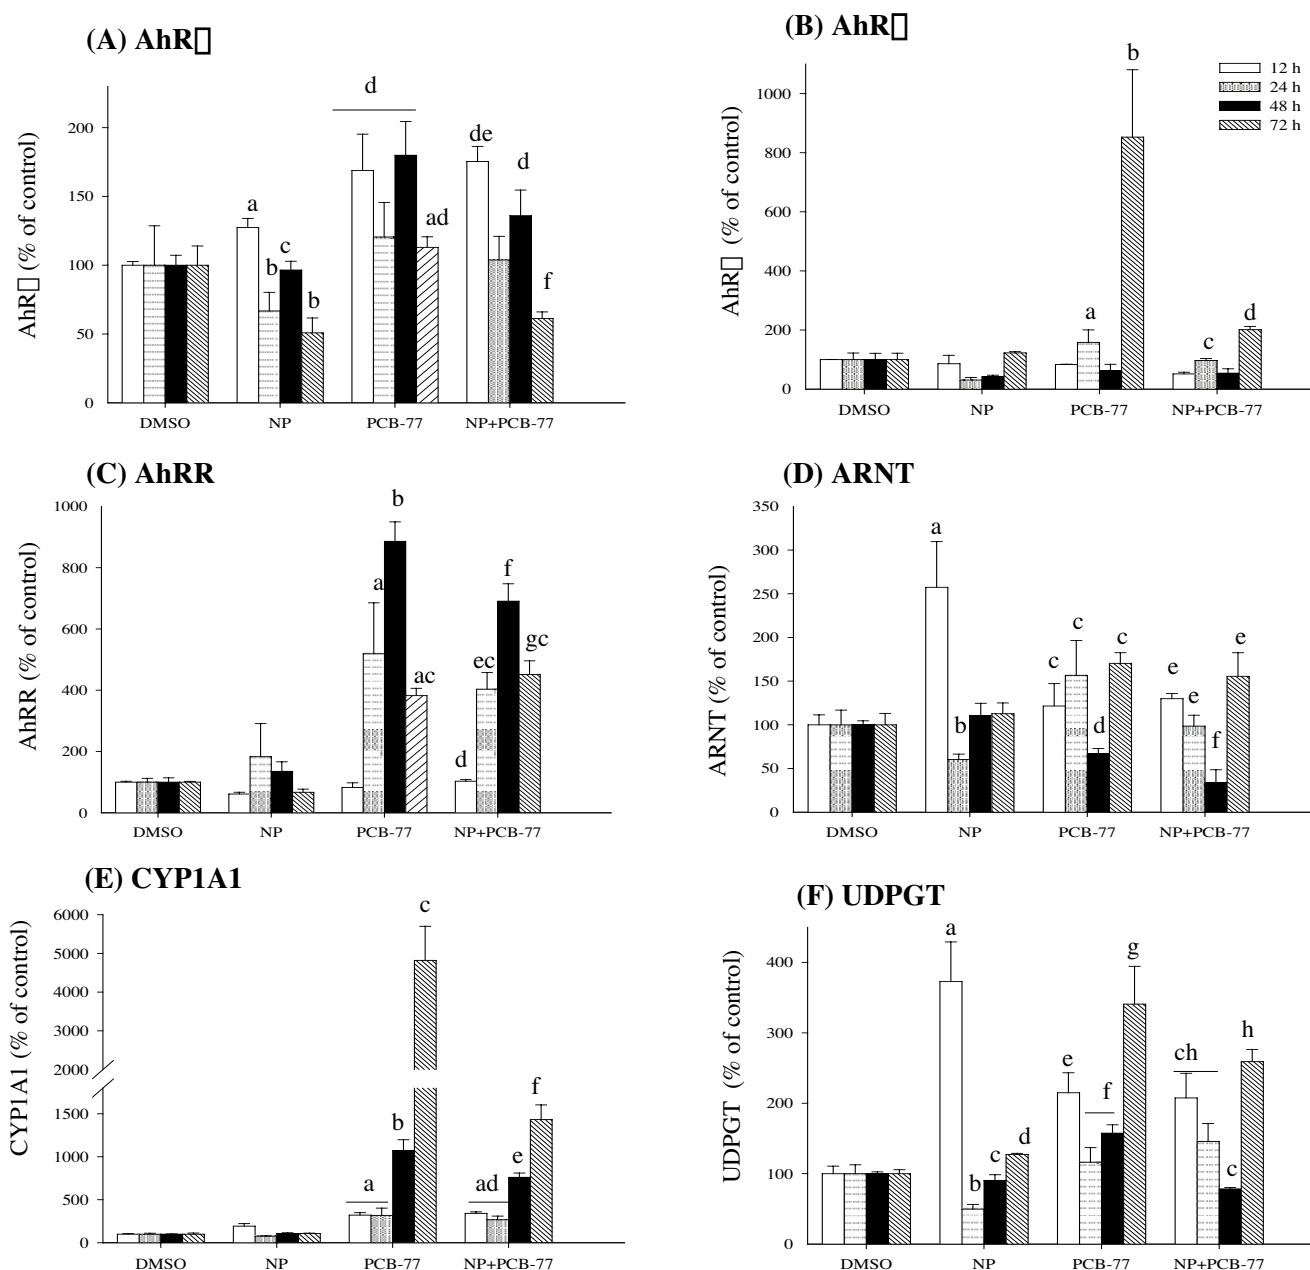 (A) AhR▯
AhR▯ (% of control)
200
150
100
50
0
a
b
c
b
d
ad
de
d
f
DMSO
NP
PCB-77
NP+PCB-77
(B) AhR▯
AhR▯ (% of control)
1000
800
600
400
200
0
a
b
c
d
12 h
24 h
48 h
72 h
DMSO
NP
PCB-77
NP+PCB-77
(C) AhRR
AhRR (% of control)
1000
800
600
400
200
0
a
b
ac
d
ec
f
gc
DMSO
NP
PCB-77
NP+PCB-77
(D) ARNT
ARNT (% of control)
350
300
250
200
150
100
50
0
a
b
c
c
d
c
e
e
f
e
DMSO
NP
PCB-77
NP+PCB-77
(E) CYP1A1
CYP1A1 (% of control)
6000
5000
4000
3000
2000
1500
1000
500
0
a
b
c
ad
e
f
DMSO
NP
PCB-77
NP+PCB-77
(F) UDPGT
UDPGT (% of control)
400
300
200
100
0
a
b
c
d
e
f
g
ch
c
h
DMSO
NP
PCB-77
NP+PCB-77